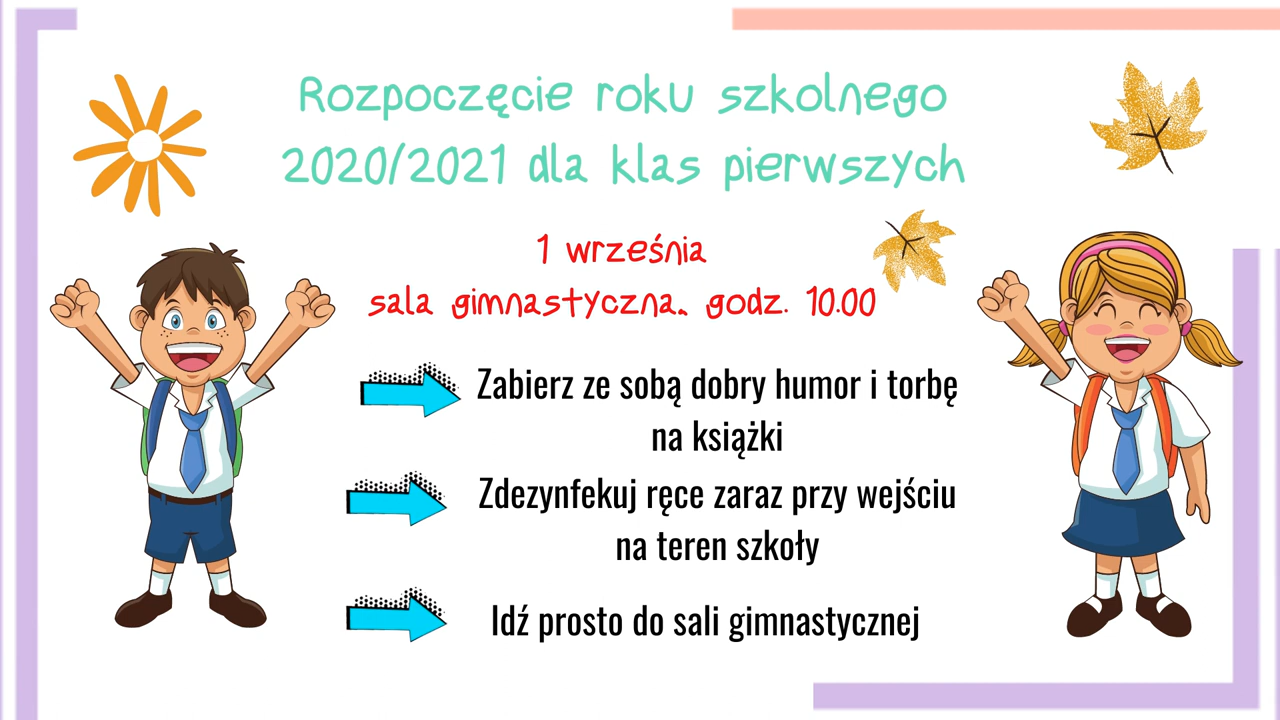 Rozpoczęcie roku szkolnego
2020/2021 dla klas pierwszych
1 września
sala gimnastyczna. godz. 10.00
Zabierz ze sobą dobry humor i torbę
na książki
Zdezynfekuj ręce zaraz przy wejściu
na teren szkoły
Idź prosto do sali gimnastycznej